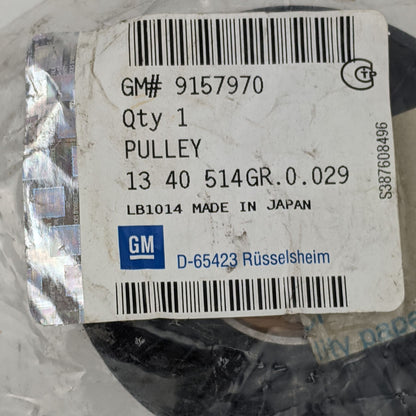 GM# 9157970
Qty 1
PULLEY
13 40 514GR.0.029
LB1014 MADE IN JAPAN
GM
D-65423 Rüsselsheim
S387608496